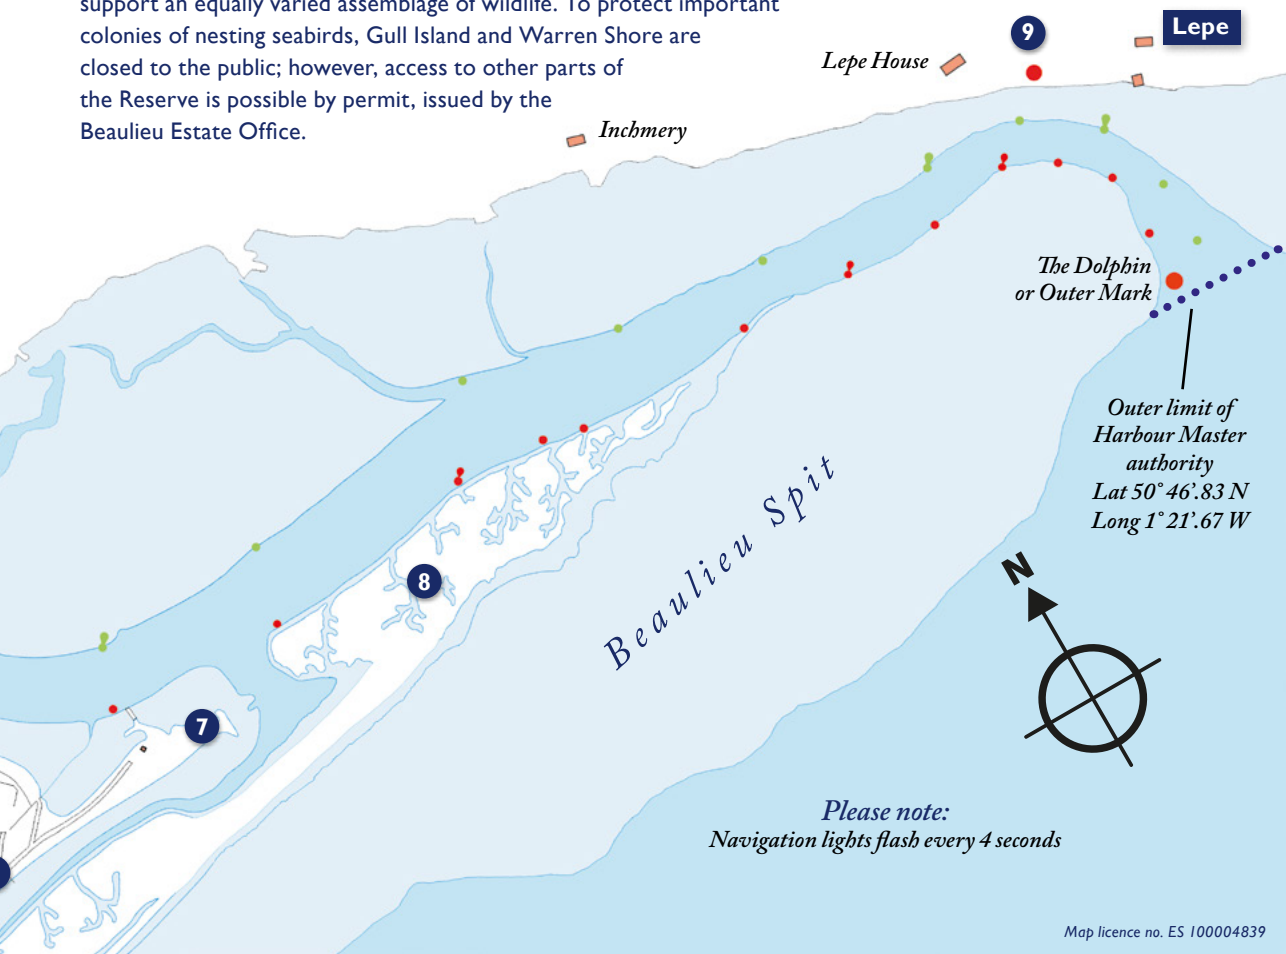 support an equally varied assemblage of wildlife. To protect important
colonies of nesting seabirds, Gull Island and Warren Shore are
closed to the public; however, access to other parts of
the Reserve is possible by permit, issued by the
Beaulieu Estate Office.
9
Lepe
Lepe House
Inchmery
The Dolphin
or Outer Mark
Outer limit of
Harbour Master
authority
Lat 50° 46'.83 N
Long 1° 21'.67 W
Beaulieu Spit
N
8
7
Please note:
Navigation lights flash every 4 seconds
Map licence no. ES 100004839